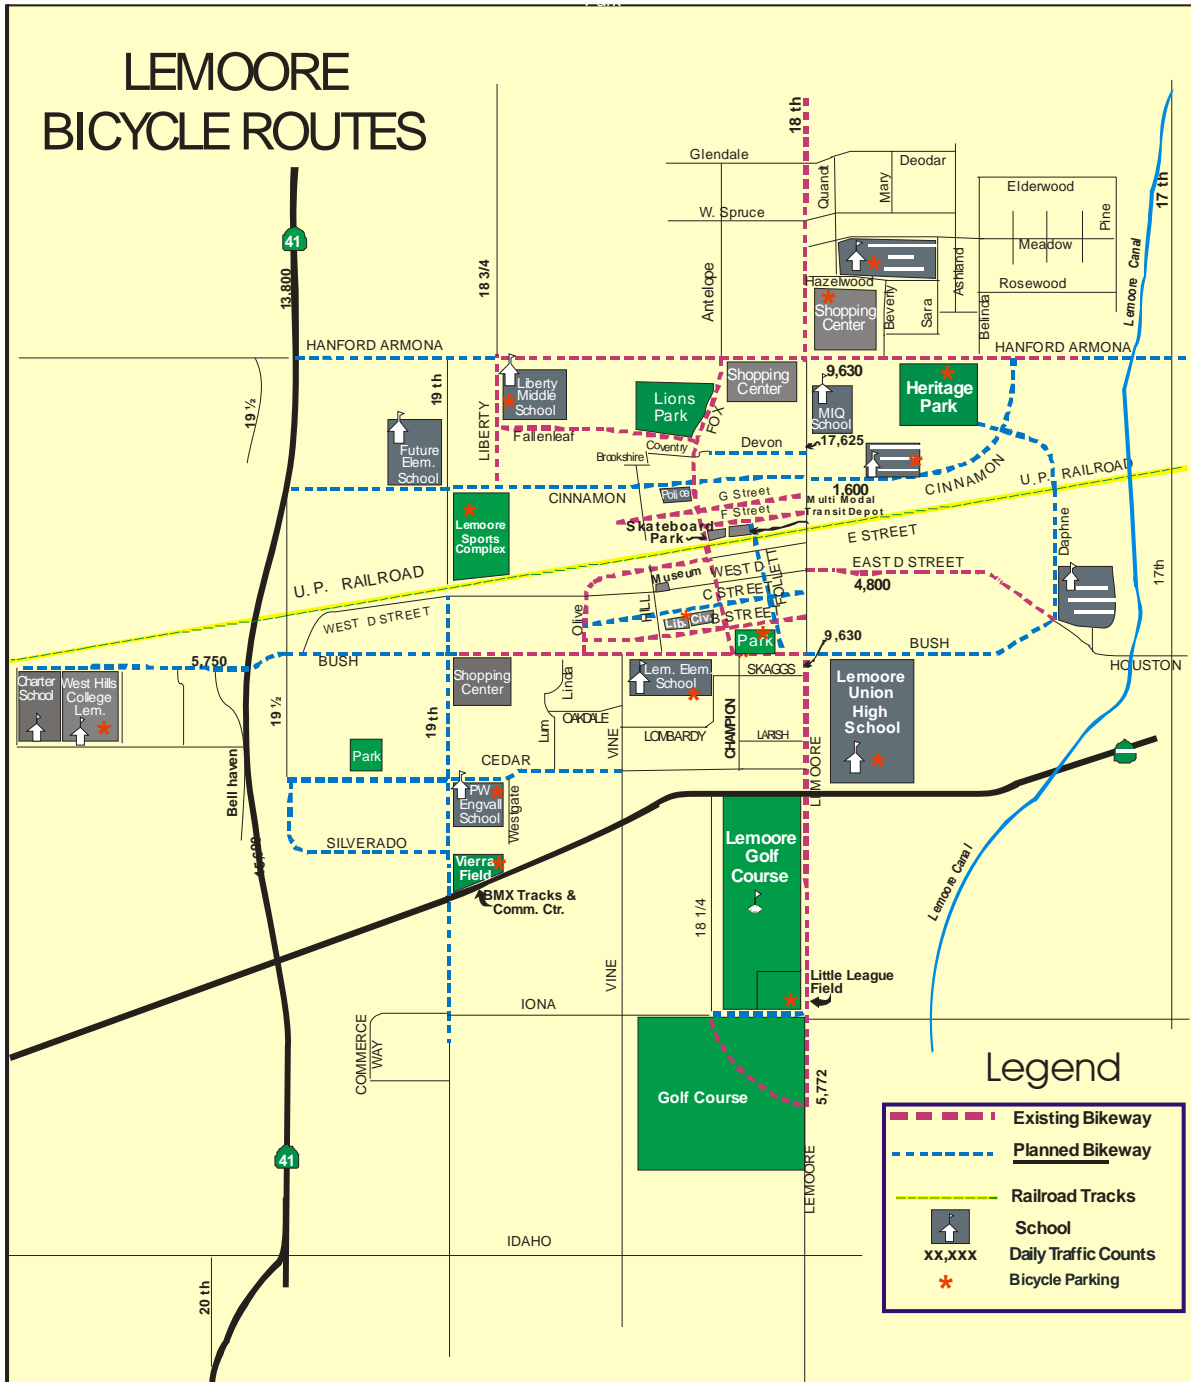 Park
LEMOORE
BICYCLE ROUTES
18 th
Glendale
Deodar
Quandt
Mary
Elderwood
Pine
17 th
W. Spruce
Meadow
41
13,800
18 3/4
Antelope
Hazelwood
Ashland
Rosewood
Lemoore Canal
Shopping
Center
Beverly
Sara
Belinda
HANFORD ARMONA
HANFORD ARMONA
19 ½
19 th
LIBERTY
Liberty
Middle
School
Shopping
Center
9,630
Heritage
Park
Lions
Park
FOX
MIQ
School
Fallenleaf
Coventry
Devon
17,625
Brookshire
Future
Elem.
School
CINNAMON
Police
G Street
1,600
CINNAMON
U.P. RAILROAD
Multi Modal
Transit Depot
F Street
Skateboard
Park
Lemoore
Sports
Complex
E STREET
Daphne
U.P. RAILROAD
Museum
WEST D
EAST D STREET
4,800
17th
WEST D STREET
Olive
HILL
C STREET
FOLLETT
Lib.
Civ.
B STREET
Park
9,630
5,750
BUSH
BUSH
HOUSTON
Charter
School
West Hills
College
Lem.
Shopping
Center
Linda
Lem. Elem.
School
SKAGGS
Lemoore
Union
High
School
19 ½
19 th
Lum
OAKDALE
VINE
LOMBARDY
CHAMPION
LARISH
LEMOORE
Bell haven
Park
CEDAR
PW
Engvall
School
Westgate
SILVERADO
15,600
Vierra
Field
BMX Tracks &
Comm. Ctr.
Lemoore
Golf
Course
Lemoore Canal
18 1/4
VINE
Little League
Field
IONA
COMMERCE
WAY
Golf Course
5,772
LEMOORE
41
IDAHO
20 th
Legend
Existing Bikeway
Planned Bikeway
Railroad Tracks
School
xx,xxx Daily Traffic Counts
* Bicycle Parking